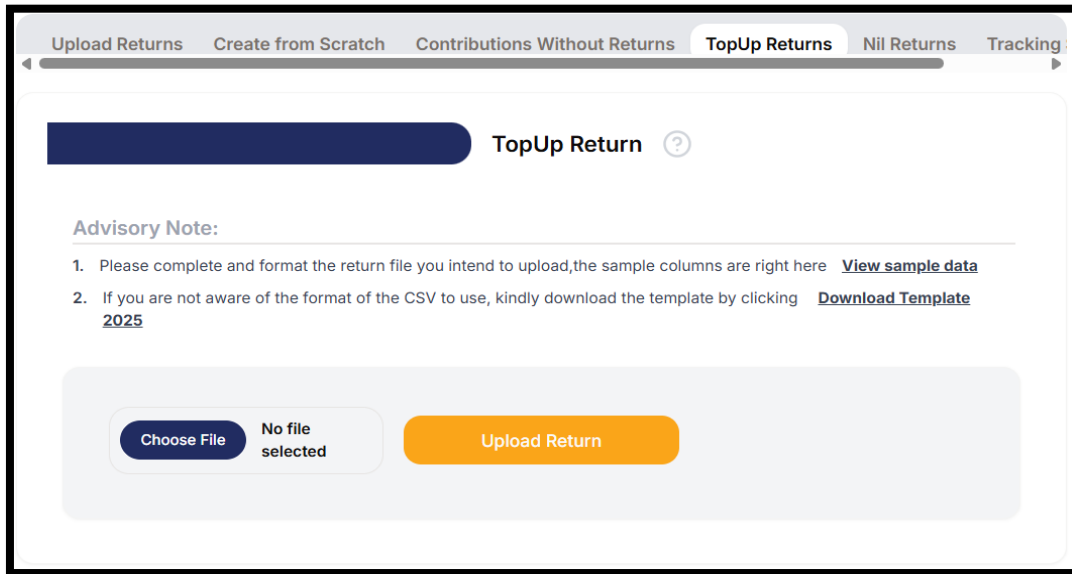 Upload Returns Create from Scratch Contributions Without Returns TopUp Returns Nil Returns Tracking
TopUp Return ?
Advisory Note:
1. Please complete and format the return file you intend to upload,the sample columns are right here View sample data
2. If you are not aware of the format of the CSV to use, kindly download the template by clicking Download Template
2025
Choose File
No file
selected
Upload Return